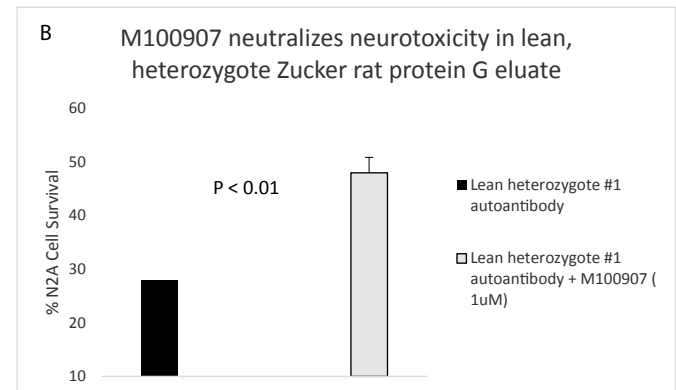 B
M100907 neutralizes neurotoxicity in lean,
heterozygote Zucker rat protein G eluate
60
50
40
30
20
10
% N2A Cell Survival
P < 0.01
Lean heterozygote #1
autoantibody
Lean heterozygote #1
autoantibody + M100907 (
1uM)